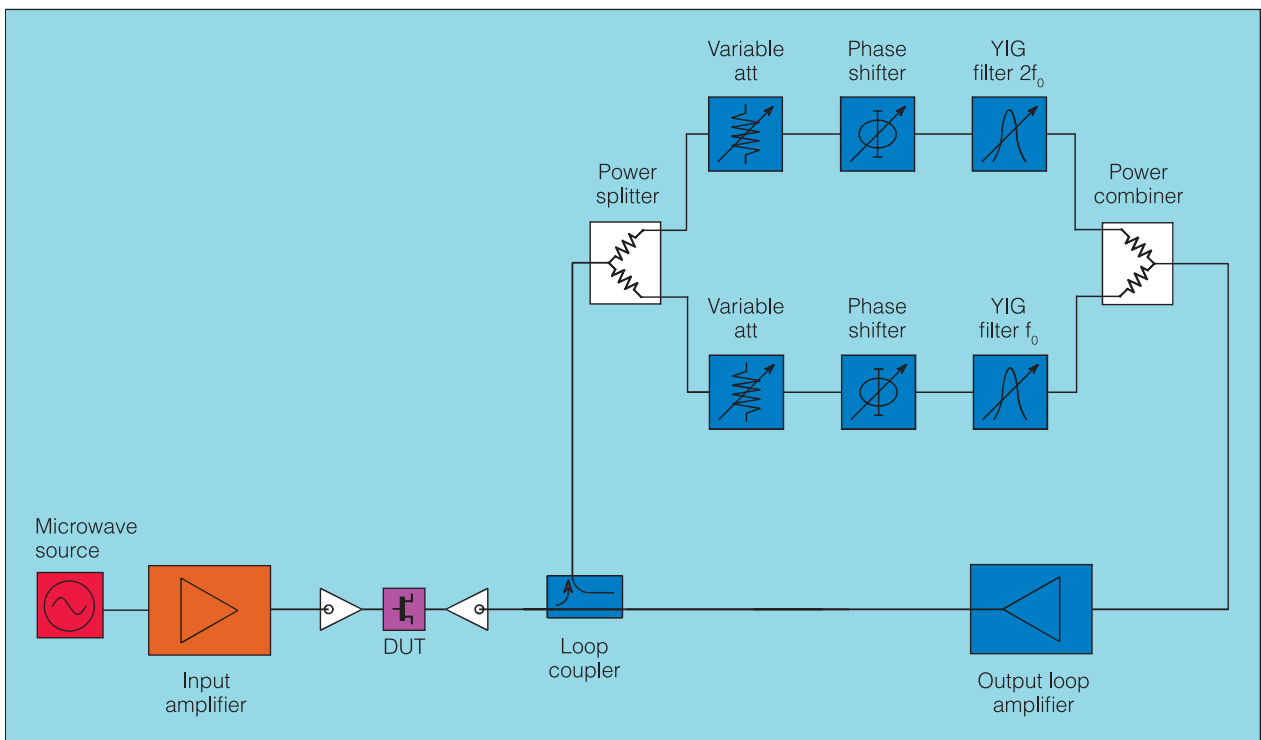 Variable
att
Phase
shifter
YIG
filter 2f₀
Power
splitter
Power
combiner
Variable
att
Phase
shifter
YIG
filter f₀
Microwave
source
Input
amplifier
DUT
Loop
coupler
Output loop
amplifier